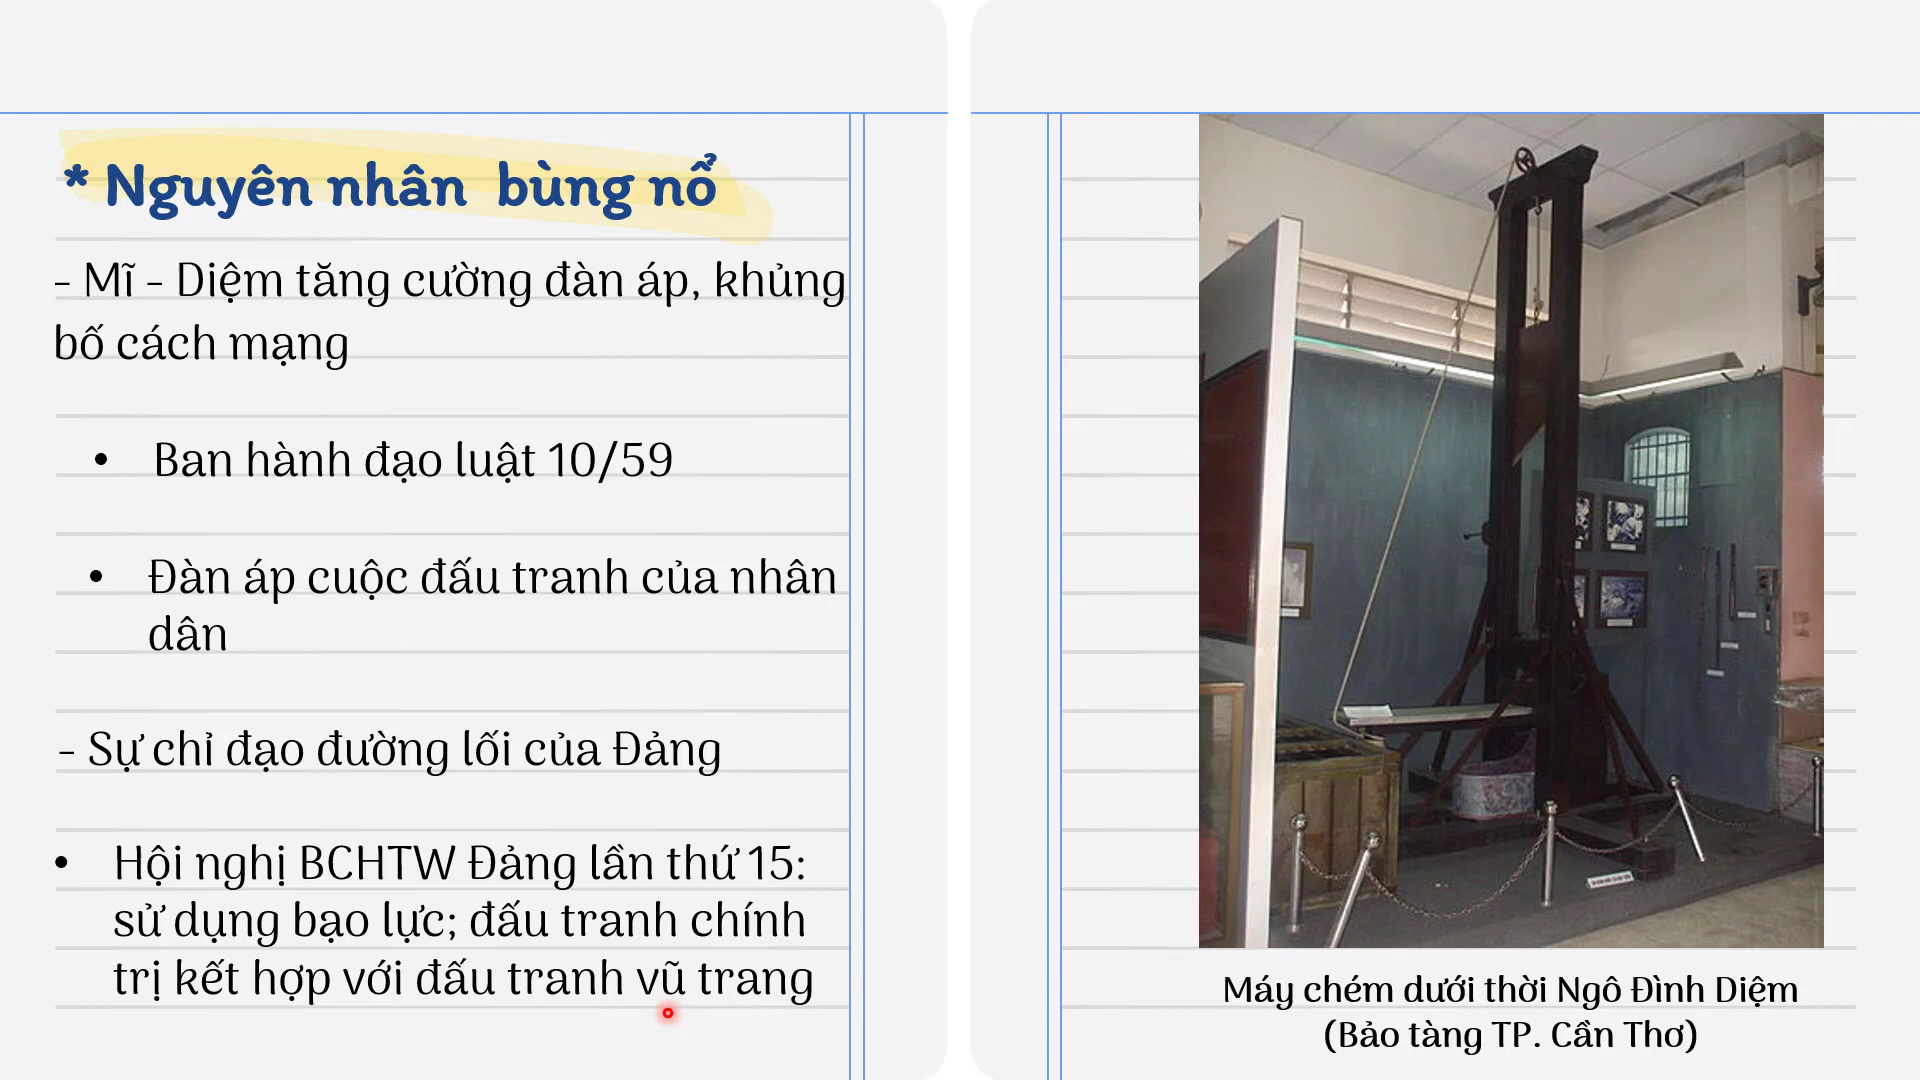 * Nguyên nhân bùng nổ
- Mĩ - Diệm tăng cường đàn áp, khủng
bố cách mạng
• Ban hành đạo luật 10/59
• Đàn áp cuộc đấu tranh của nhân
dân
- Sự chỉ đạo đường lối của Đảng
• Hội nghị BCHTW Đảng lần thứ 15:
sử dụng bạo lực; đấu tranh chính
trị kết hợp với đấu tranh vũ trang
Máy chém dưới thời Ngô Đình Diệm
(Bảo tàng TP. Cần Thơ)